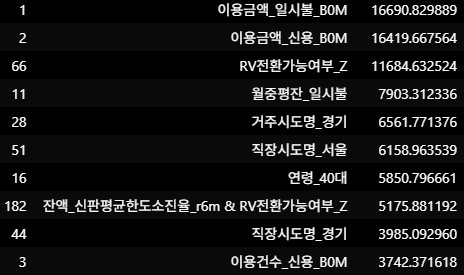 1 이용금액_일시불_B0M 16690.829889
2 이용금액_신용_B0M 16419.667564
66 RV전환가능여부_Z 11684.632524
11 월중평잔_일시불 7903.312336
28 거주시도명_경기 6561.771376
51 직장시도명_서울 6158.963539
16 연령_40대 5850.796661
182 잔액_신판평균한도소진율_r6m & RV전환가능여부_Z 5175.881192
44 직장시도명_경기 3985.092960
3 이용건수_신용_B0M 3742.371618